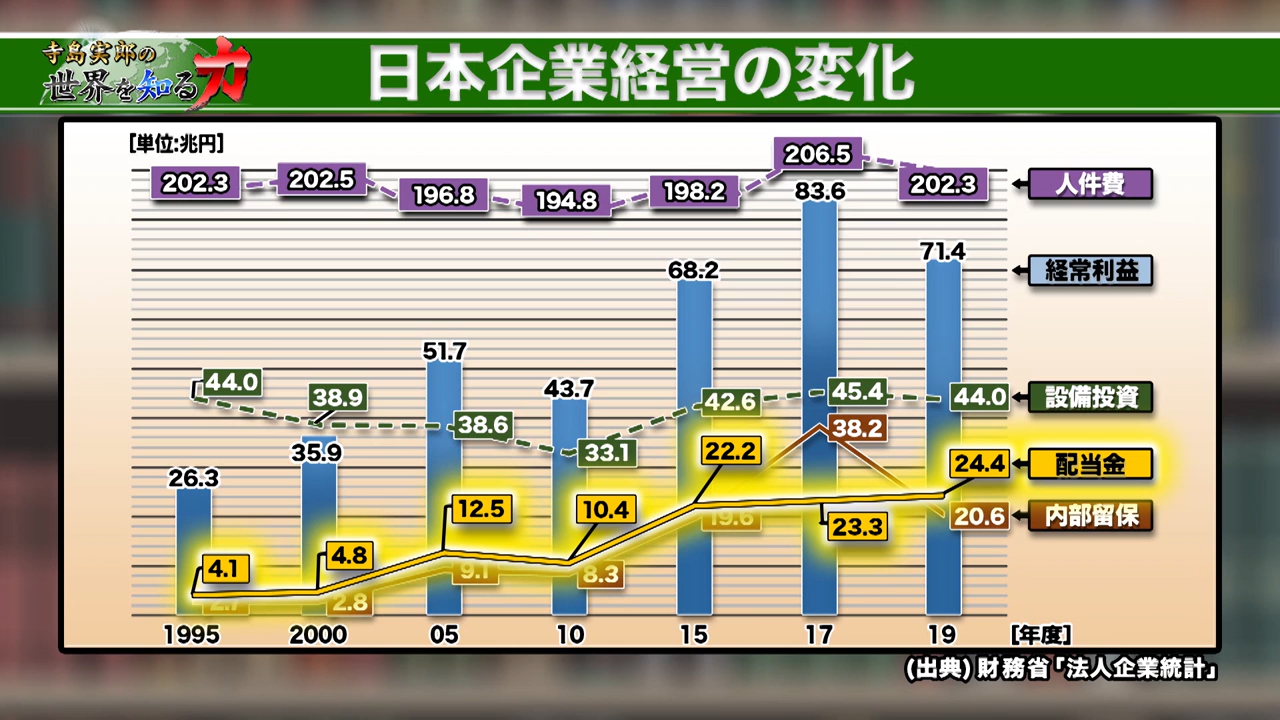 寺島実郎の
世界を知る力
日本企業経営の変化
[単位:兆円]
202.3 202.5 196.8 194.8 198.2 206.5 202.3 人件費
26.3 35.9 51.7 43.7 68.2 83.6 71.4 経常利益
44.0 38.9 38.6 33.1 42.6 45.4 44.0 設備投資
4.1 4.8 12.5 10.4 22.2 23.3 24.4 配当金
2.7 2.8 9.1 8.3 19.6 38.2 20.6 内部留保
1995 2000 05 10 15 17 19 [年度]
(出典)財務省「法人企業統計」